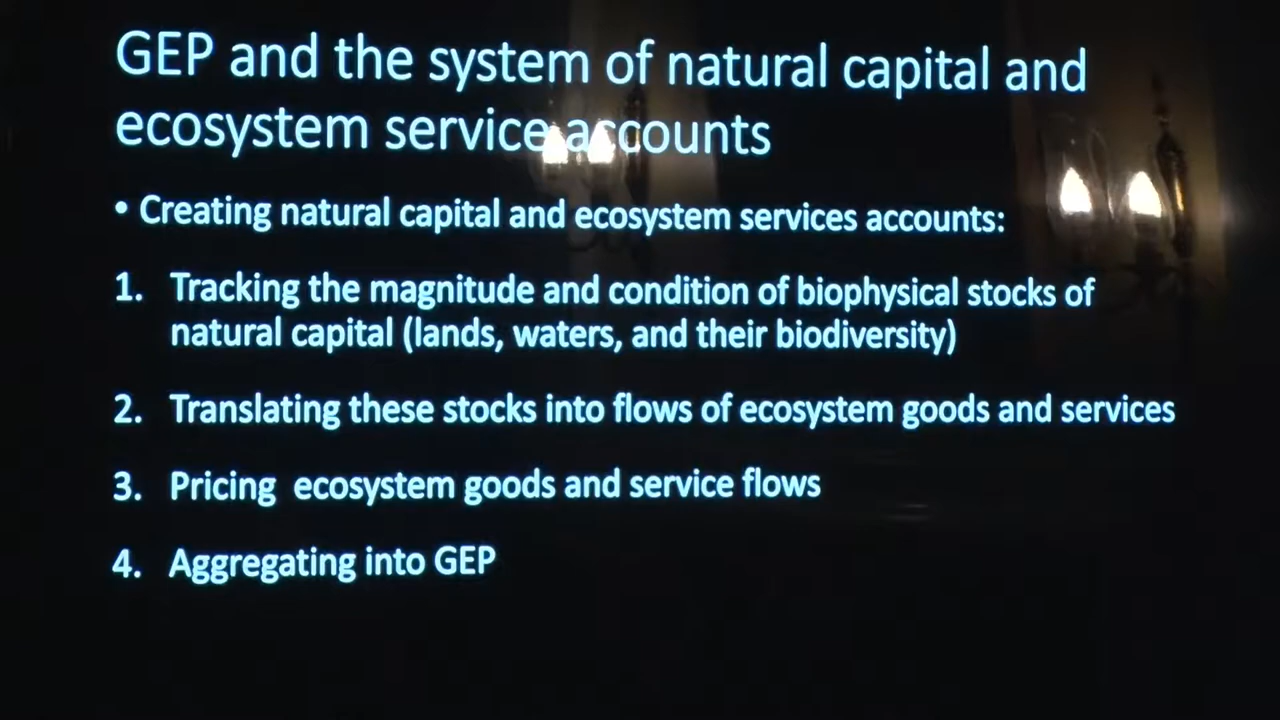 GEP and the system of natural capital and
ecosystem service accounts
• Creating natural capital and ecosystem services accounts:
1. Tracking the magnitude and condition of biophysical stocks of
natural capital (lands, waters, and their biodiversity)
2. Translating these stocks into flows of ecosystem goods and services
3. Pricing ecosystem goods and service flows
4. Aggregating into GEP